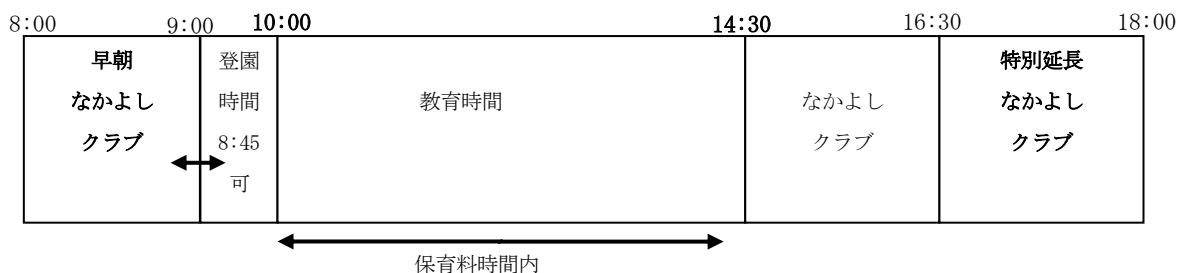 8:00 9:00 10:00 14:30 16:30 18:00
早朝
なかよし
クラブ
登園
時間
8:45
可
教育時間
なかよし
クラブ
特別延長
なかよし
クラブ
保育料時間内